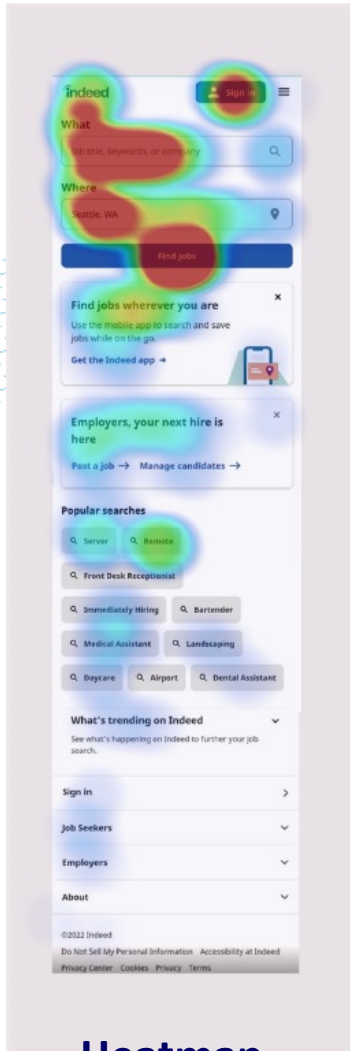 indeed Sign in
What
Job title, keywords, or company
Where
Seattle, WA
Find jobs
Find jobs wherever you are
Use the mobile app to search and save
jobs while on the go.
Get the Indeed app →
Employers, your next hire is
here
Post a job → Manage candidates →
Popular searches
Server Remote
Front Desk Receptionist
Immediately Hiring Bartender
Medical Assistant Landscaping
Daycare Airport Dental Assistant
What's trending on Indeed
See what's happening on Indeed to further your job
search.
Sign in
Job Seekers
Employers
About
©2022 Indeed
Do Not Sell My Personal Information Accessibility at Indeed
Privacy Center Cookies Privacy Terms
Heatmap